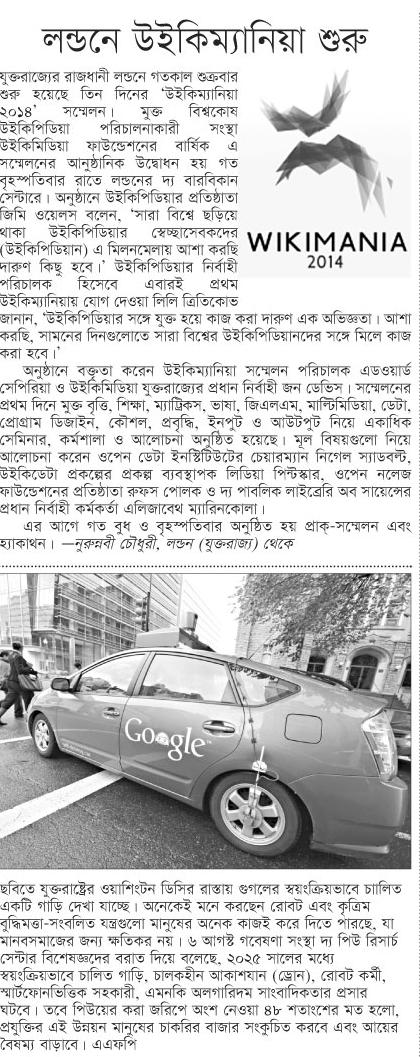 লন্ডনে উইকিম্যানিয়া শুরু
যুক্তরাজ্যের রাজধানী লন্ডনে গতকাল শুক্রবার
শুরু হয়েছে তিন দিনের ‘উইকিম্যানিয়া
২০১৪’ সম্মেলন। মুক্ত বিশ্বকোষ
উইকিপিডিয়া পরিচালনাকারী সংস্থা
উইকিমিডিয়া ফাউন্ডেশনের বার্ষিক এ
সম্মেলনের আনুষ্ঠানিক উদ্বোধন হয় গত
বৃহস্পতিবার রাতে লন্ডনের দ্য বারবিকান
সেন্টারে। অনুষ্ঠানে উইকিপিডিয়ার প্রতিষ্ঠাতা
জিমি ওয়েলস বলেন, ‘সারা বিশ্বে ছড়িয়ে
থাকা উইকিপিডিয়ার স্বেচ্ছাসেবকদের
(উইকিপিডিয়ান) এ মিলনমেলায় আশা করছি
দারুণ কিছু হবে।’ উইকিপিডিয়ার নির্বাহী
পরিচালক হিসেবে এবারই প্রথম
উইকিম্যানিয়ায় যোগ দেওয়া লিলি ত্রিতিকোভ
জানান, ‘উইকিপিডিয়ার সঙ্গে যুক্ত হয়ে কাজ করা দারুণ এক অভিজ্ঞতা। আশা
করছি, সামনের দিনগুলোতে সারা বিশ্বের উইকিপিডিয়ানদের সঙ্গে মিলে কাজ
করা হবে।’
WIKIMANIA
2014
অনুষ্ঠানে বক্তৃতা করেন উইকিম্যানিয়া সম্মেলন পরিচালক এডওয়ার্ড
সেপিরিয়া ও উইকিমিডিয়া যুক্তরাজ্যের প্রধান নির্বাহী জন ডেভিস। সম্মেলনের
প্রথম দিনে মুক্ত বৃত্তি, শিক্ষা, ম্যাট্রিকস, ভাষা, জিএলএম, মাল্টিমিডিয়া, ডেটা,
প্রোগ্রাম ডিজাইন, কৌশল, প্রবৃদ্ধি, ইনপুট ও আউটপুট নিয়ে একাধিক
সেমিনার, কর্মশালা ও আলোচনা অনুষ্ঠিত হয়েছে। মূল বিষয়গুলো নিয়ে
আলোচনা করেন ওপেন ডেটা ইনস্টিটিউটের চেয়ারম্যান নিগেল স্যাডবল্ট,
উইকিডেটা প্রকল্পের প্রকল্প ব্যবস্থাপক লিডিয়া পিন্টস্কার, ওপেন নলেজ
ফাউন্ডেশনের প্রতিষ্ঠাতা রুফস পোলক ও দ্য পাবলিক লাইব্রেরি অব সায়েন্সের
প্রধান নির্বাহী কর্মকর্তা এলিজাবেথ ম্যারিনকোলা।
এর আগে গত বুধ ও বৃহস্পতিবার অনুষ্ঠিত হয় প্রাক্-সম্মেলন এবং
হ্যাকাথন। —নুরুন্নবী চৌধুরী, লন্ডন (যুক্তরাজ্য) থেকে
Google
ছবিতে যুক্তরাষ্ট্রের ওয়াশিংটন ডিসির রাস্তায় গুগলের স্বয়ংক্রিয়ভাবে চাালিত
একটি গাড়ি দেখা যাচ্ছে। অনেকেই মনে করছেন রোবট এবং কৃত্রিম
বুদ্ধিমত্তা-সংবলিত যন্ত্রগুলো মানুষের অনেক কাজই করে দিতে পারছে, যা
মানবসমাজের জন্য ক্ষতিকর নয়। ৬ আগস্ট গবেষণা সংস্থা দ্য পিউ রিসার্চ
সেন্টার বিশেষজ্ঞদের বরাত দিয়ে বলেছে, ২০২৫ সালের মধ্যে
স্বয়ংক্রিয়ভাবে চালিত গাড়ি, চালকহীন আকাশযান (ড্রোন), রোবট কর্মী,
স্মার্টফোনভিত্তিক সহকারী, এমনকি অলগারিদম সাংবাদিকতার প্রসার
ঘটবে। তবে পিউয়ের করা জরিপে অংশ নেওয়া ৪৮ শতাংশের মত হলো,
প্রযুক্তির এই উন্নয়ন মানুষের চাকরির বাজার সংকুচিত করবে এবং আয়ের
বৈষম্য বাড়াবে। এএফপি